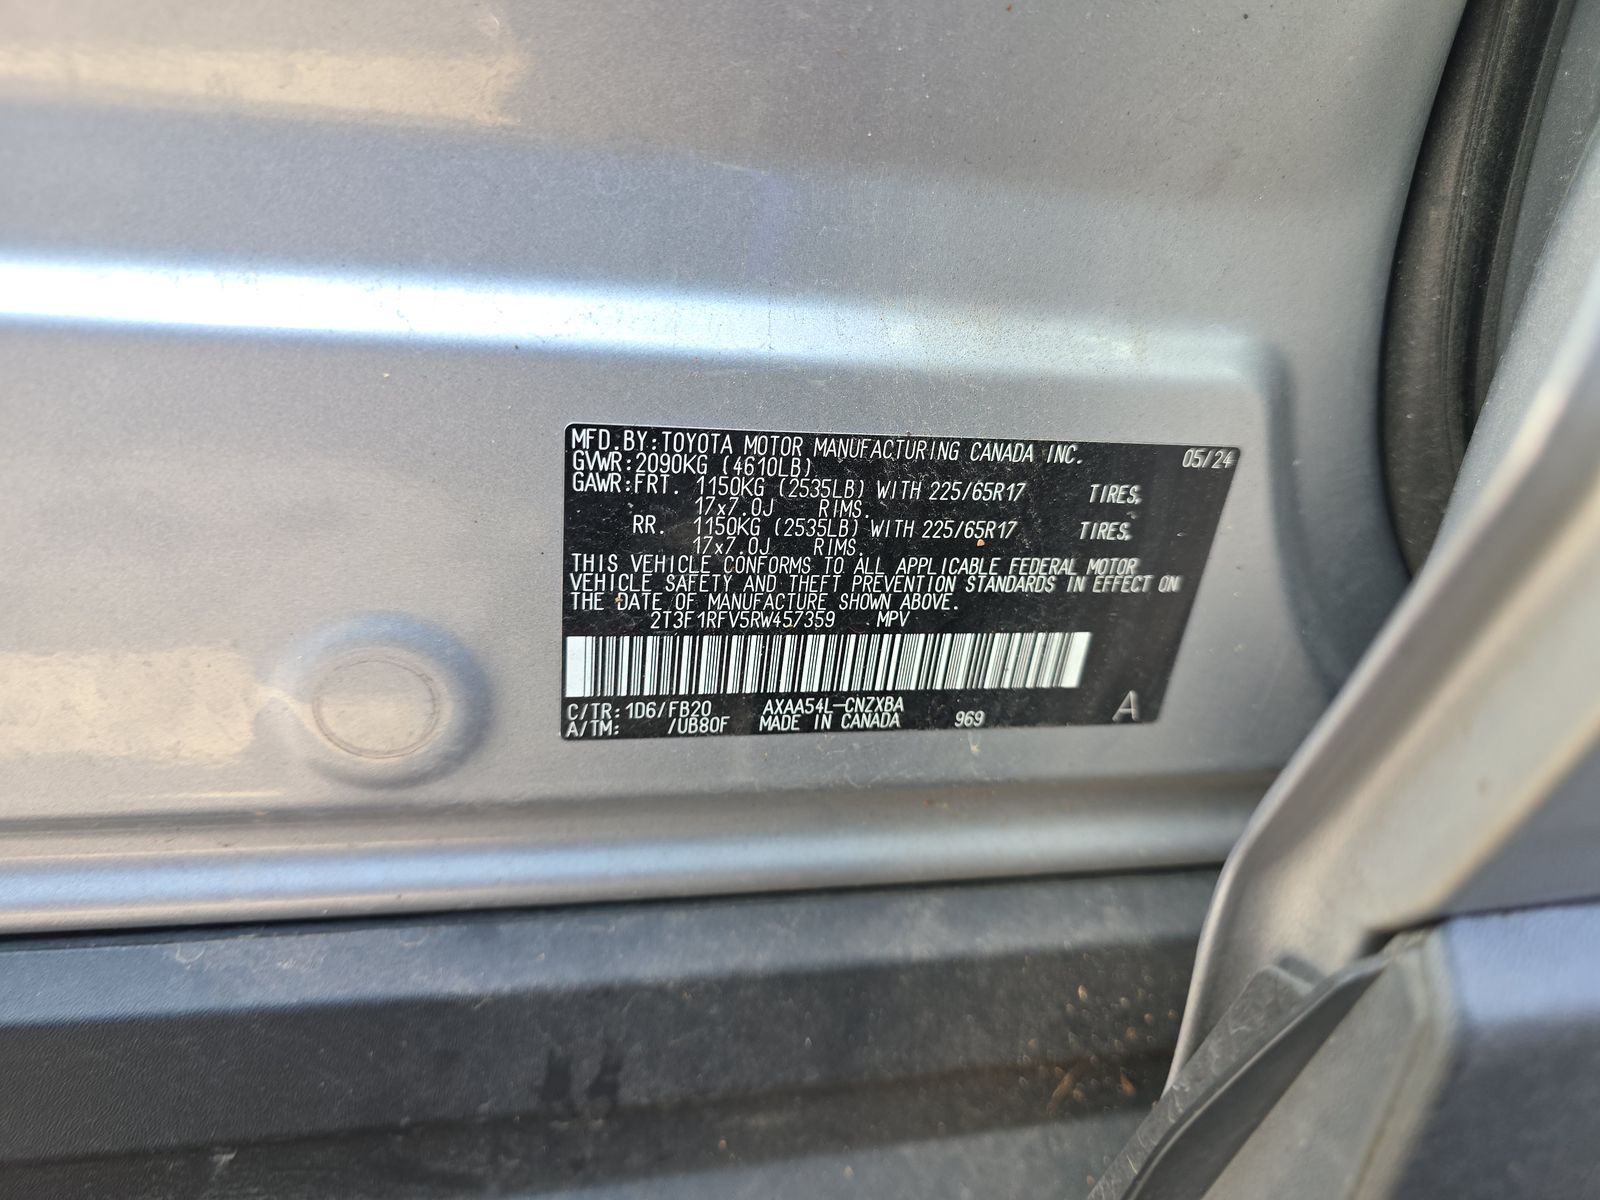 MFD.BY:TOYOTA MOTOR MANUFACTURING CANADA INC. 05/24
GVWR:2090KG (4610LB)
GAWR:FRT. 1150KG (2535LB) WITH 225/65R17 TIRES,
17x7.0J RIMS.
RR. 1150KG (2535LB) WITH 225/65R17 TIRES,
17x7.0J RIMS.
THIS VEHICLE CONFORMS TO ALL APPLICABLE FEDERAL MOTOR
VEHICLE SAFETY AND THEFT PREVENTION STANDARDS IN EFFECT ON
THE DATE OF MANUFACTURE SHOWN ABOVE.
2T3F1RFV5RW457359 MPV
C/TR:1D6/FB20 AXAA54L-CNZXBA
A/TM: /UB80F MADE IN CANADA 969 A